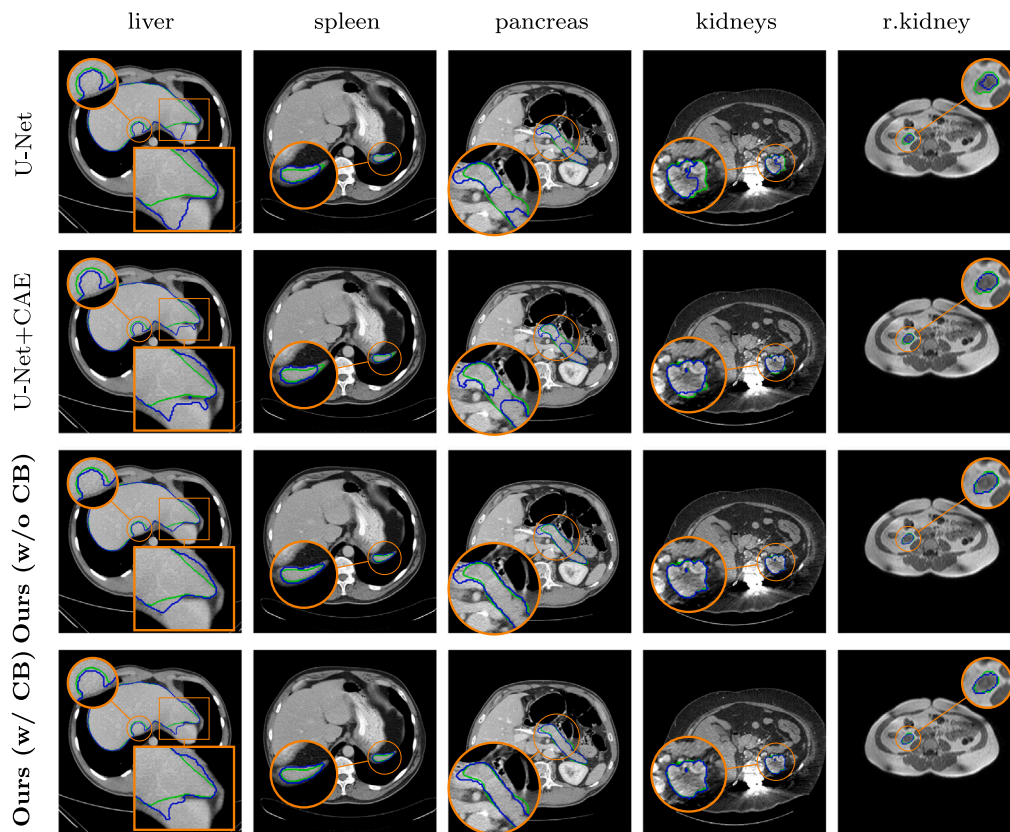 liver
spleen
pancreas
kidneys
r.kidney
U-Net
U-Net+CAE
Ours (w/o CB)
Ours (w/ CB)